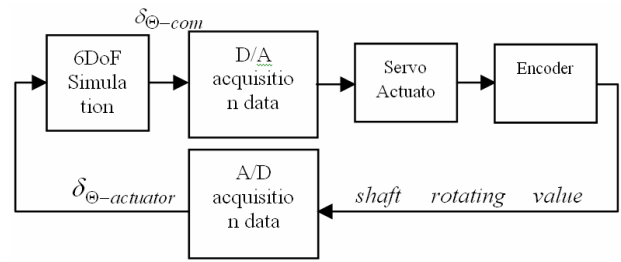 δΘ−com
6DoF
Simula
tion
D/A
acquisitio
n data
Servo
Actuato
Encoder
δΘ−actuator
A/D
acquisitio
n data
shaft rotating value